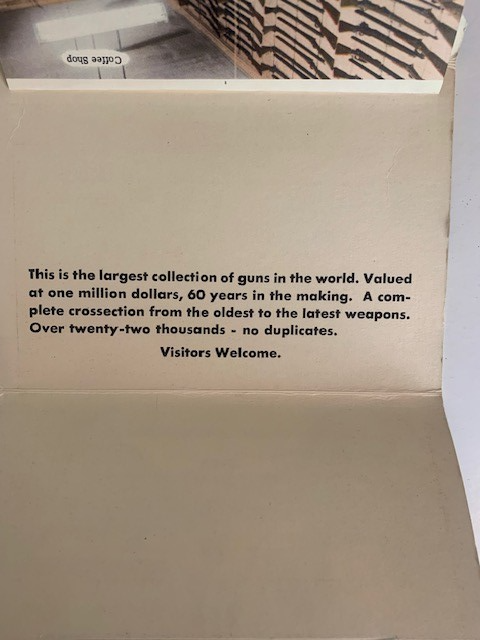 Coffee Shop
This is the largest collection of guns in the world. Valued
at one million dollars, 60 years in the making. A com-
plete crossection from the oldest to the latest weapons.
Over twenty-two thousands - no duplicates.
Visitors Welcome.